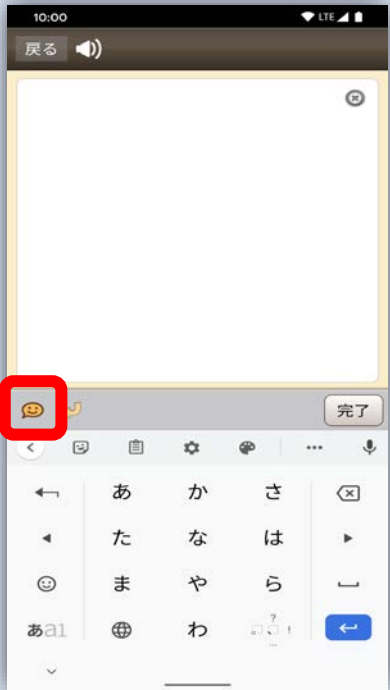 10:00 LTE
戻る
完了
あ か さ
た な は
ま や ら
あa1 わ 、。?!…